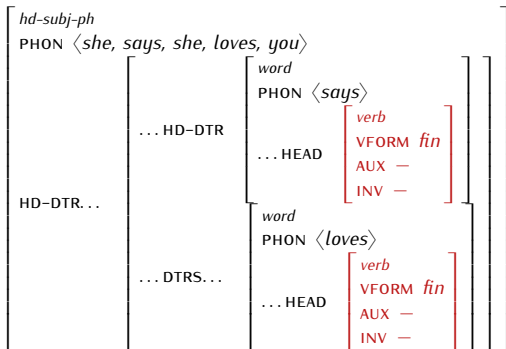 hd-subj-ph
PHON ⟨she, says, she, loves, you⟩
word
PHON ⟨says⟩
... HD-DTR
verb
VFORM fin
... HEAD
AUX −
INV −
HD-DTR...
word
PHON ⟨loves⟩
... DTRS...
verb
VFORM fin
... HEAD
AUX −
INV −